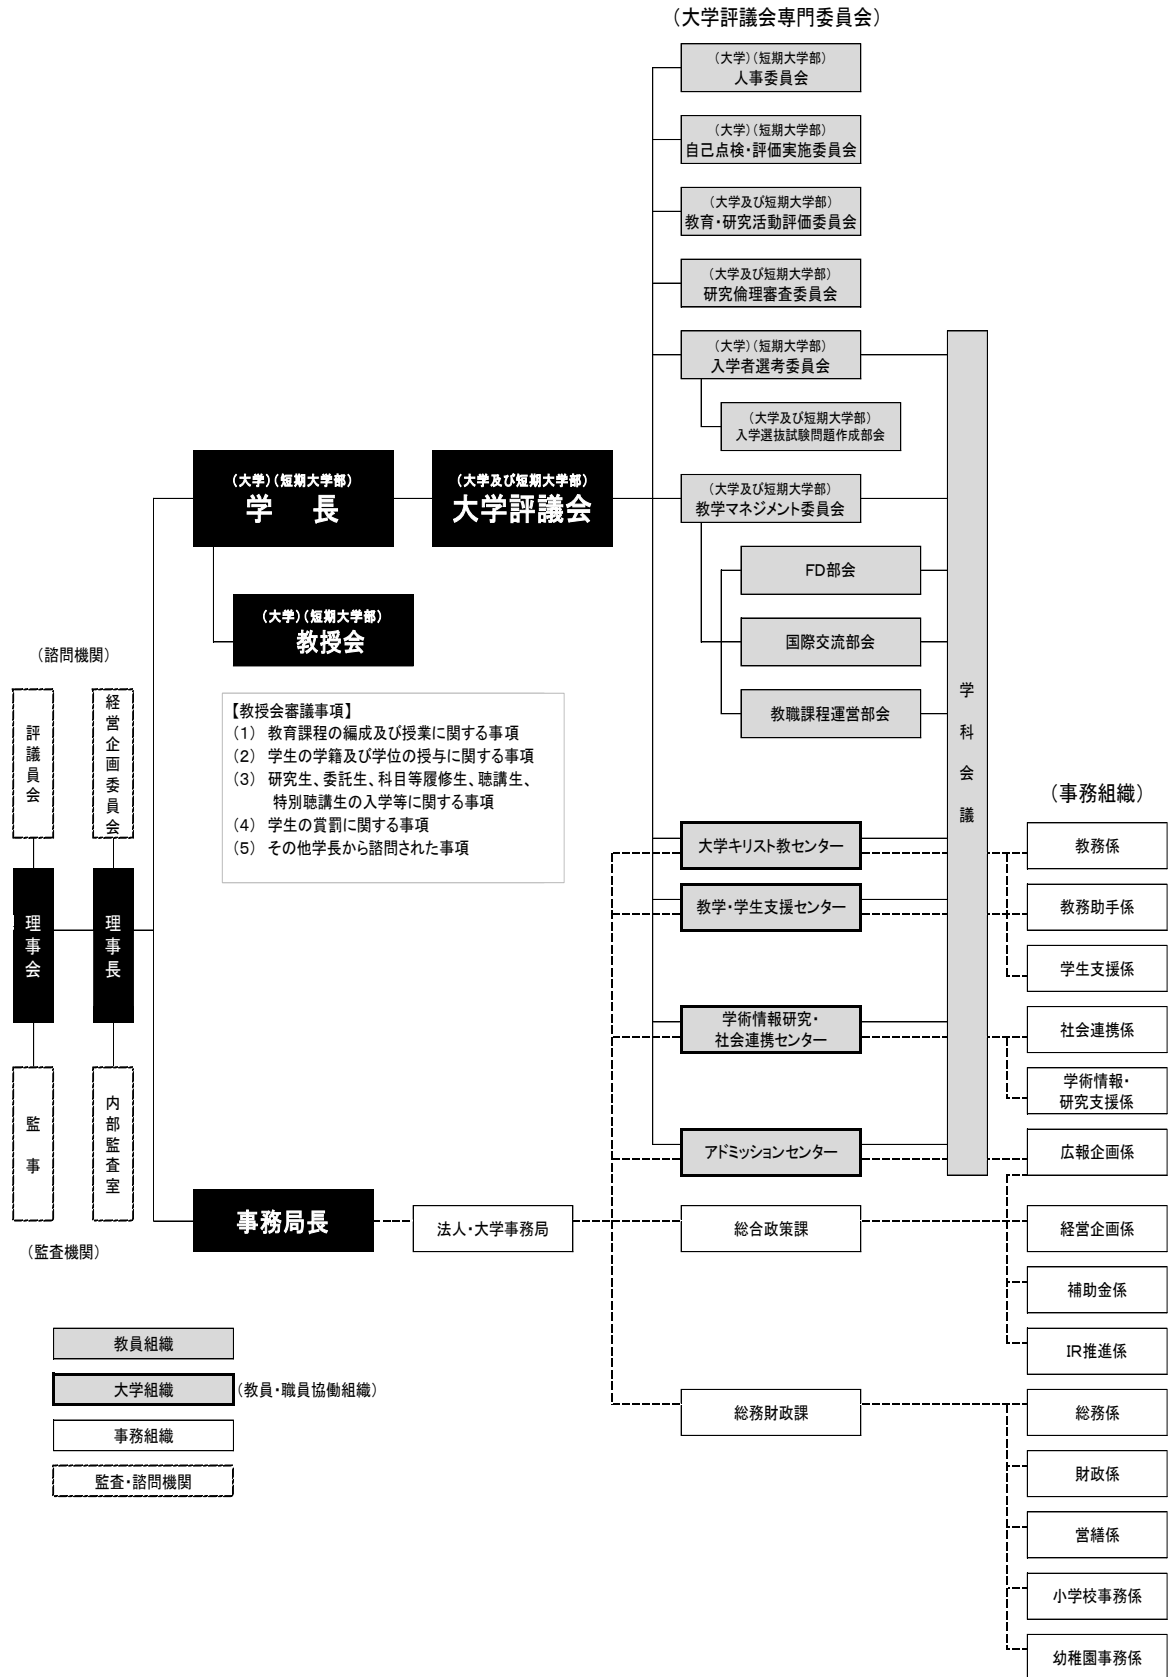 （大学評議会専門委員会）
（大学）（短期大学部）
人事委員会
（大学）（短期大学部）
自己点検・評価実施委員会
（大学及び短期大学部）
教育・研究活動評価委員会
（大学及び短期大学部）
研究倫理審査委員会
（大学）（短期大学部）
入学者選考委員会
（大学及び短期大学部）
入学選抜試験問題作成部会
（大学）（短期大学部）
学　長
（大学及び短期大学部）
大学評議会
（大学及び短期大学部）
教学マネジメント委員会
FD部会
（大学）（短期大学部）
教授会
国際交流部会
教職課程運営部会
学科会議
（諮問機関）
評議員会
経営企画委員会
【教授会審議事項】
（1） 教育課程の編成及び授業に関する事項
（2） 学生の学籍及び学位の授与に関する事項
（3） 研究生、委託生、科目等履修生、聴講生、
特別聴講生の入学等に関する事項
（4） 学生の賞罰に関する事項
（5） その他学長から諮問された事項
（事務組織）
大学キリスト教センター
教務係
理事会
理事長
教学・学生支援センター
教務助手係
学生支援係
学術情報研究・
社会連携センター
社会連携係
学術情報・
研究支援係
監　事
内部監査室
アドミッションセンター
広報企画係
（監査機関）
事務局長
法人・大学事務局
総合政策課
経営企画係
補助金係
IR推進係
教員組織
大学組織
（教員・職員協働組織）
事務組織
監査・諮問機関
総務財政課
総務係
財政係
営繕係
小学校事務係
幼稚園事務係